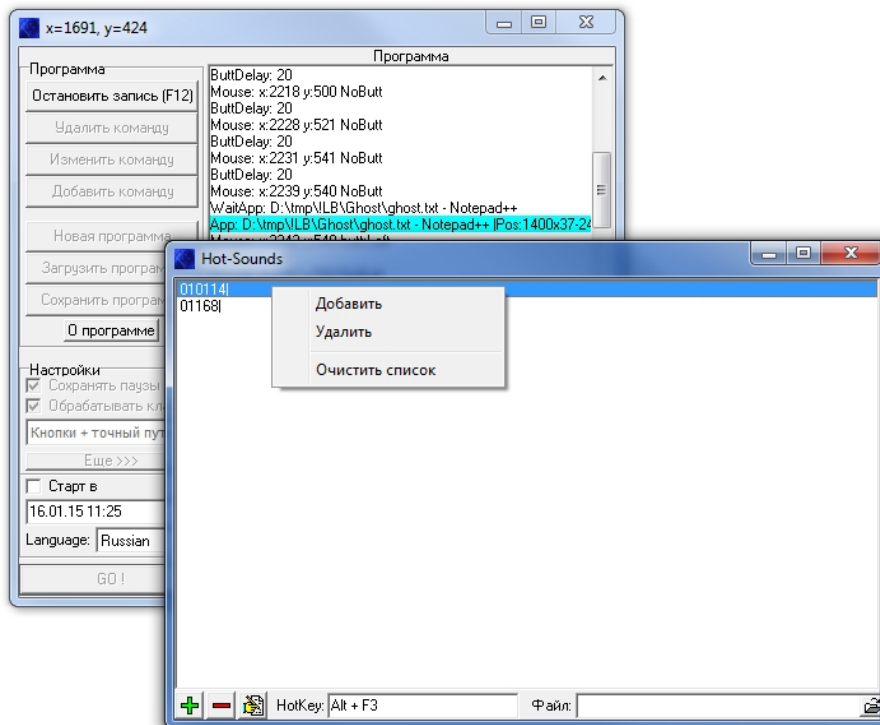 x=1691, y=424
Программа
Программа
Остановить запись (F12)
Удалить команду
Изменить команду
Добавить команду
Новая программа
Загрузить програм
Сохранить програм
О программе
ButtDelay: 20
Mouse: x:2218 y:500 NoButt
ButtDelay: 20
Mouse: x:2228 y:521 NoButt
ButtDelay: 20
Mouse: x:2231 y:541 NoButt
ButtDelay: 20
Mouse: x:2239 y:540 NoButt
WaitApp: D:\tmp\!LB\Ghost\ghost.txt - Notepad++
App: D:\tmp\!LB\Ghost\ghost.txt - Notepad++ |Pos:1400x37-24
Настройки
Сохранять паузы
Обрабатывать кл
Кнопки + точный пут
Еще >>>
Старт в
16.01.15 11:25
Language: Russian
GO !
Hot-Sounds
010114|
01168|
Добавить
Удалить
Очистить список
HotKey: Alt + F3
Файл: